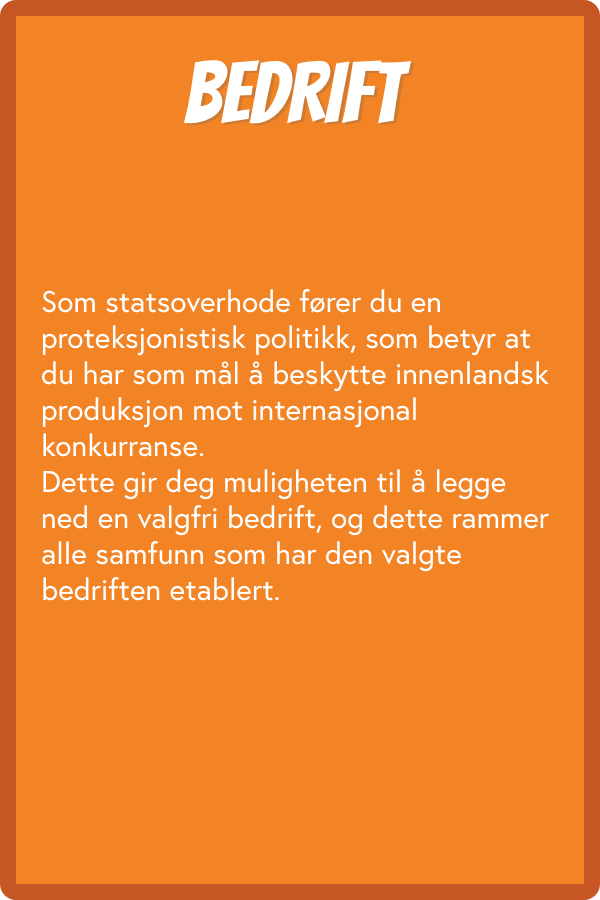 BEDRIFT
Som statsoverhode fører du en
proteksjonistisk politikk, som betyr at
du har som mål å beskytte innenlandsk
produksjon mot internasjonal
konkurranse.
Dette gir deg muligheten til å legge
ned en valgfri bedrift, og dette rammer
alle samfunn som har den valgte
bedriften etablert.